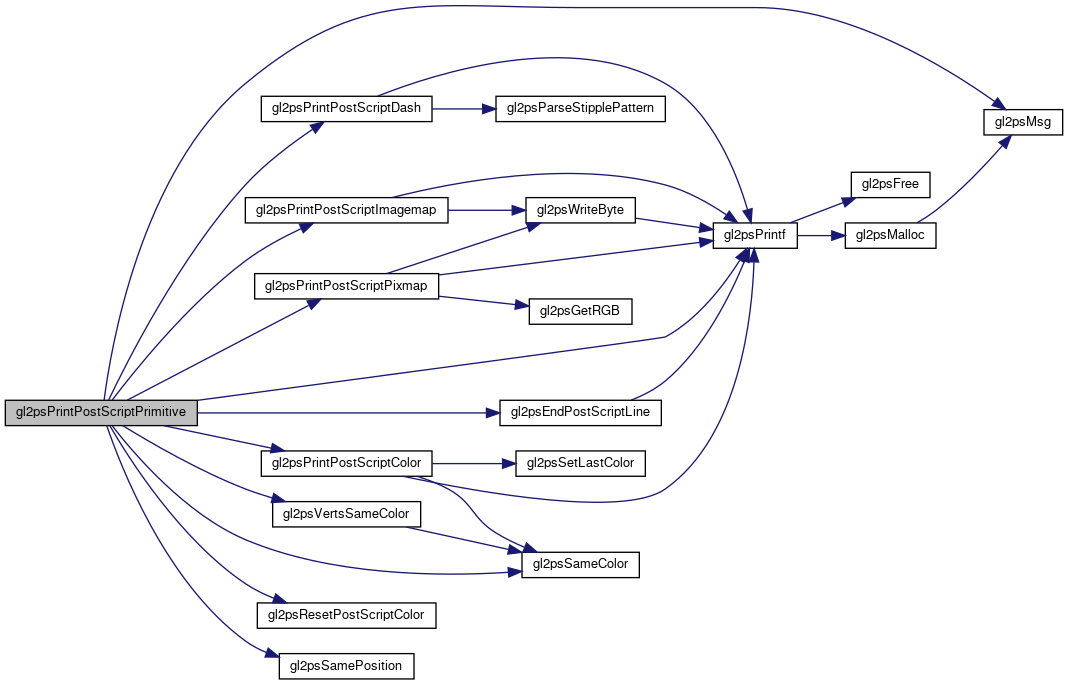 gl2psPrintPostScriptDash
gl2psParseStipplePattern
gl2psMsg
gl2psFree
gl2psPrintPostScriptImagemap
gl2psWriteByte
gl2psPrintf
gl2psMalloc
gl2psPrintPostScriptPixmap
gl2psGetRGB
gl2psPrintPostScriptPrimitive
gl2psEndPostScriptLine
gl2psPrintPostScriptColor
gl2psSetLastColor
gl2psVertsSameColor
gl2psSameColor
gl2psResetPostScriptColor
gl2psSamePosition